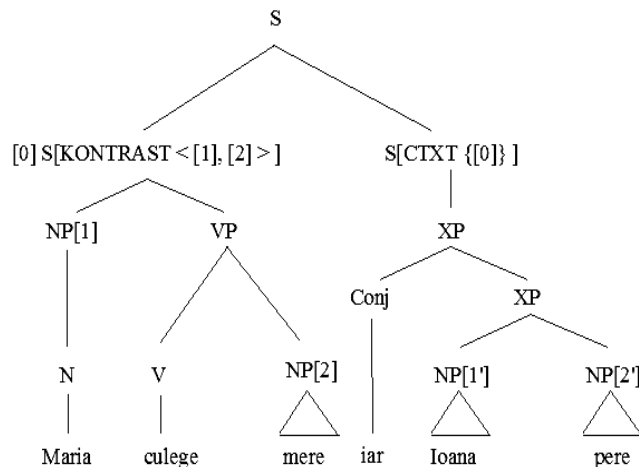 S
[0] S[KONTRAST < [1], [2] > ] S[CTXT {[0]} ]
NP[1] VP XP
Conj XP
N V NP[2] NP[1'] NP[2']
Maria culege mere iar Ioana pere